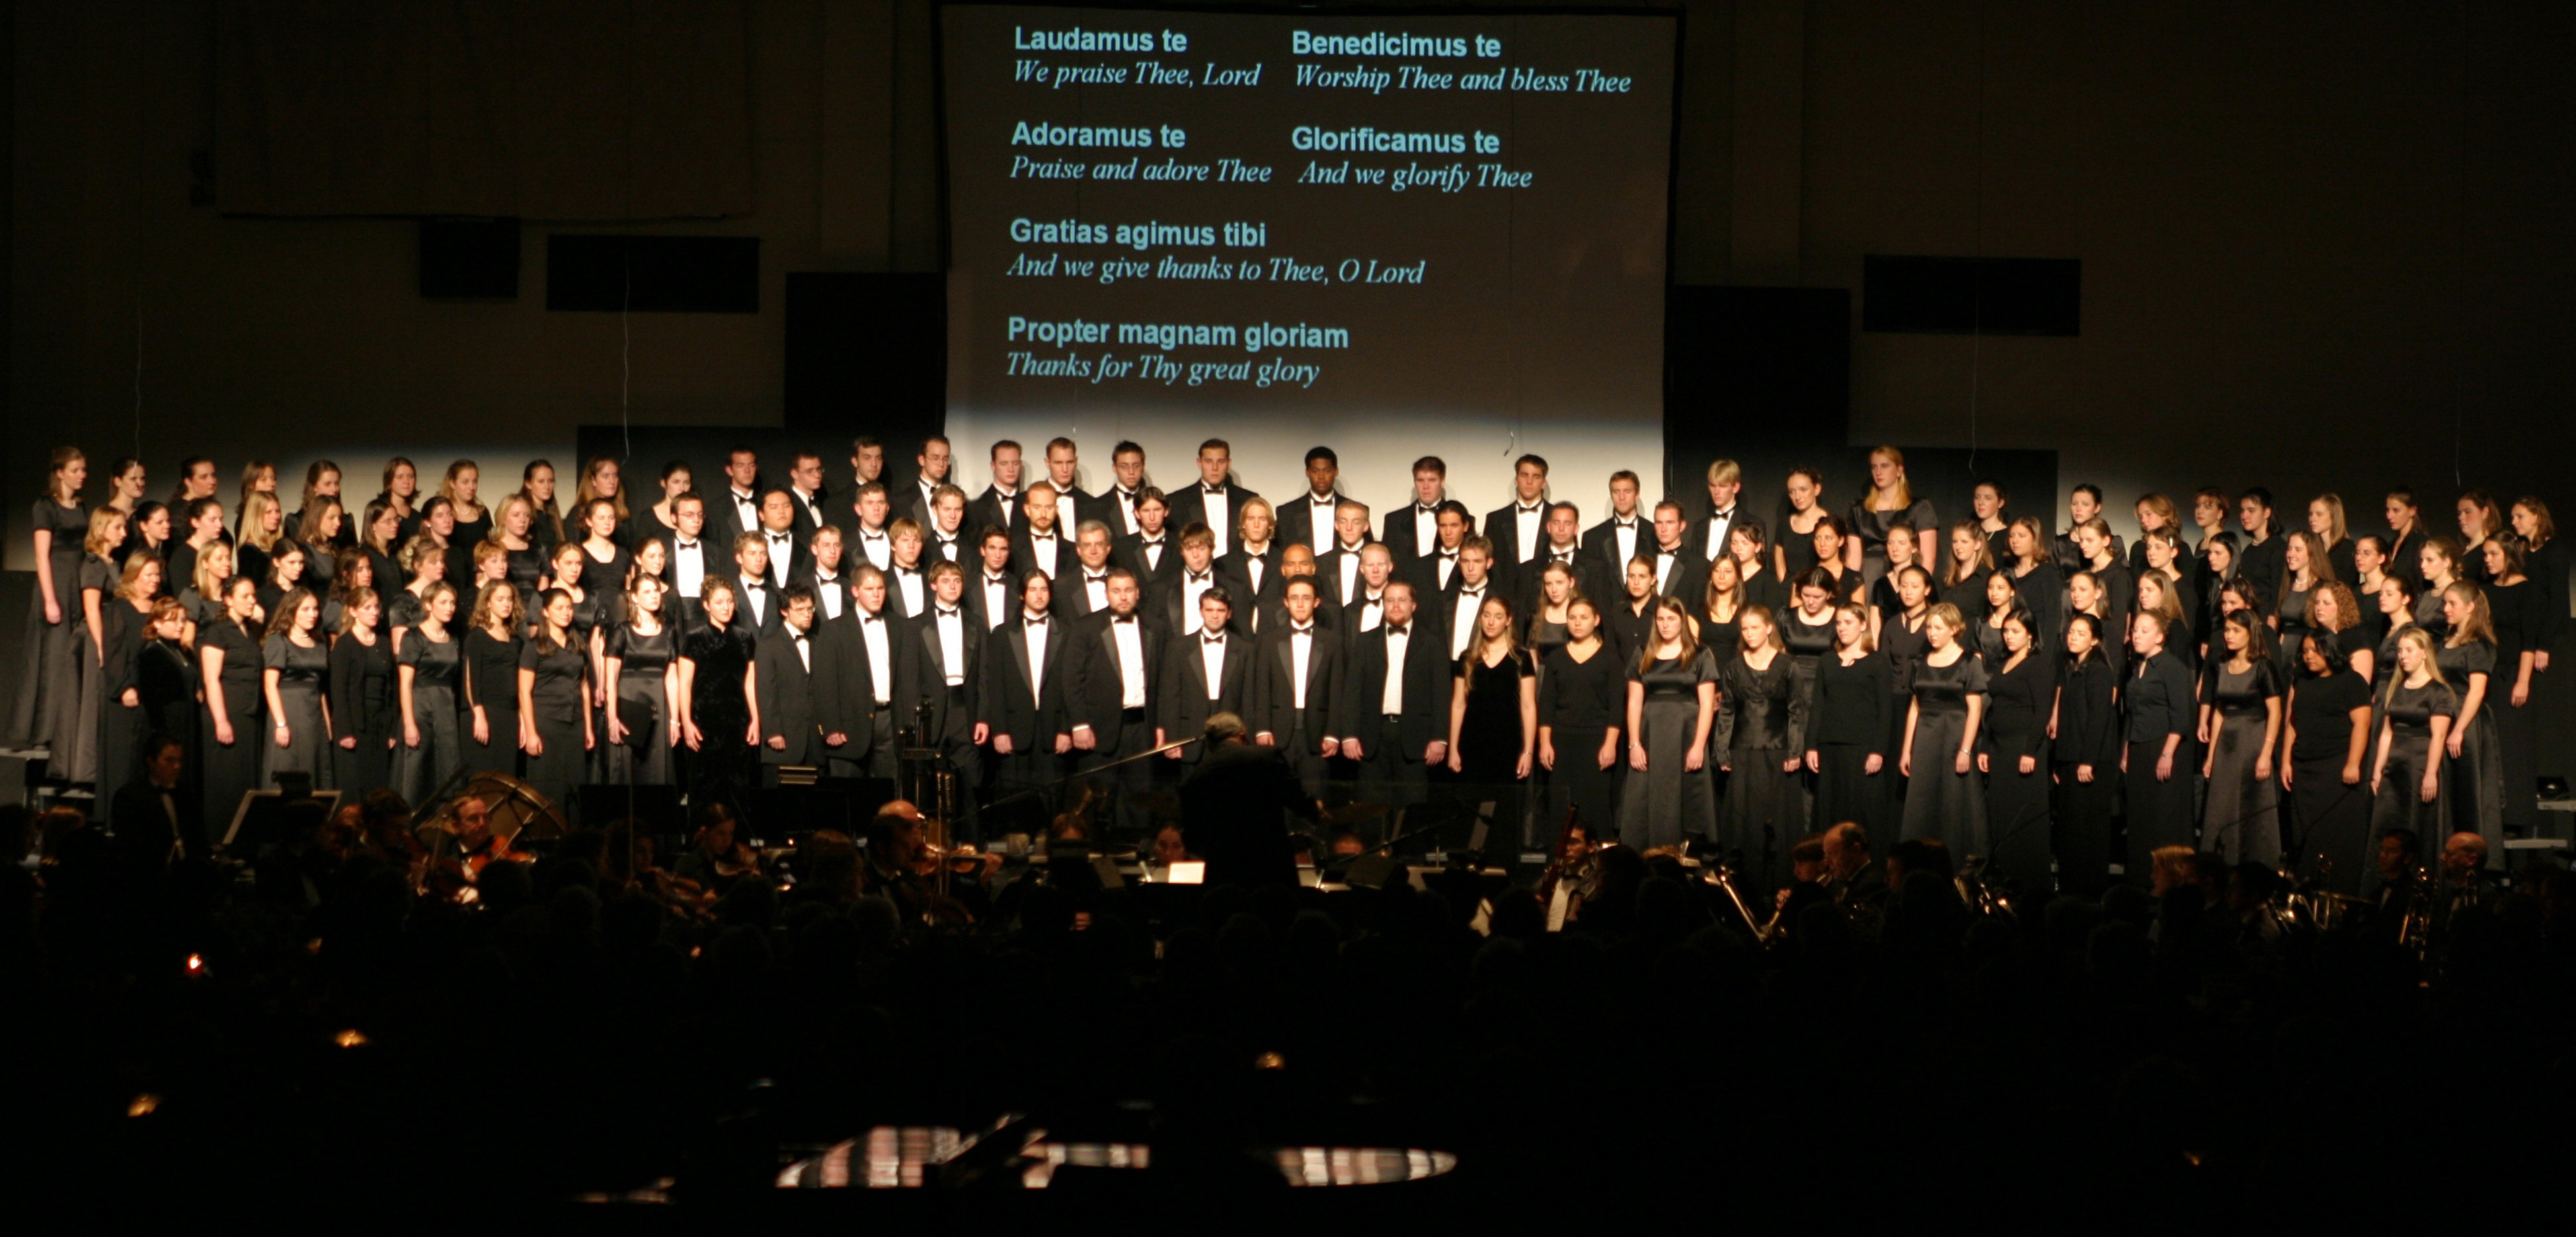 Laudamus te Benedicimus te
We praise Thee, Lord Worship Thee and bless Thee
Adoramus te Glorificamus te
Praise and adore Thee And we glorify Thee
Gratias agimus tibi
And we give thanks to Thee, O Lord
Propter magnam gloriam
Thanks for Thy great glory